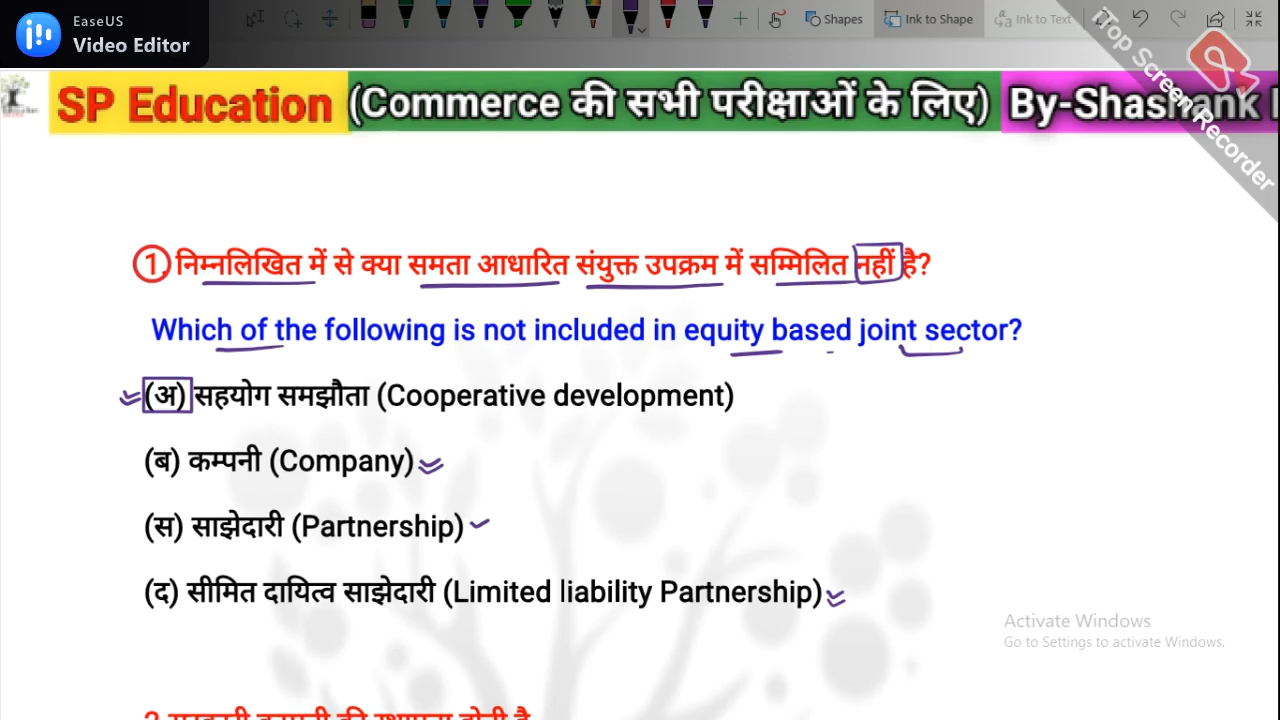 EaseUS
Video Editor
Shapes
Ink to Shape
Ink to Text
iTop Screen Recorder
SP Education (Commerce की सभी परीक्षाओं के लिए) By-Shashank
1. निम्नलिखित में से क्या समता आधारित संयुक्त उपक्रम में सम्मिलित नहीं है?
Which of the following is not included in equity based joint sector?
(अ) सहयोग समझौता (Cooperative development)
(ब) कम्पनी (Company)
(स) साझेदारी (Partnership)
(द) सीमित दायित्व साझेदारी (Limited liability Partnership)
Activate Windows
Go to Settings to activate Windows.